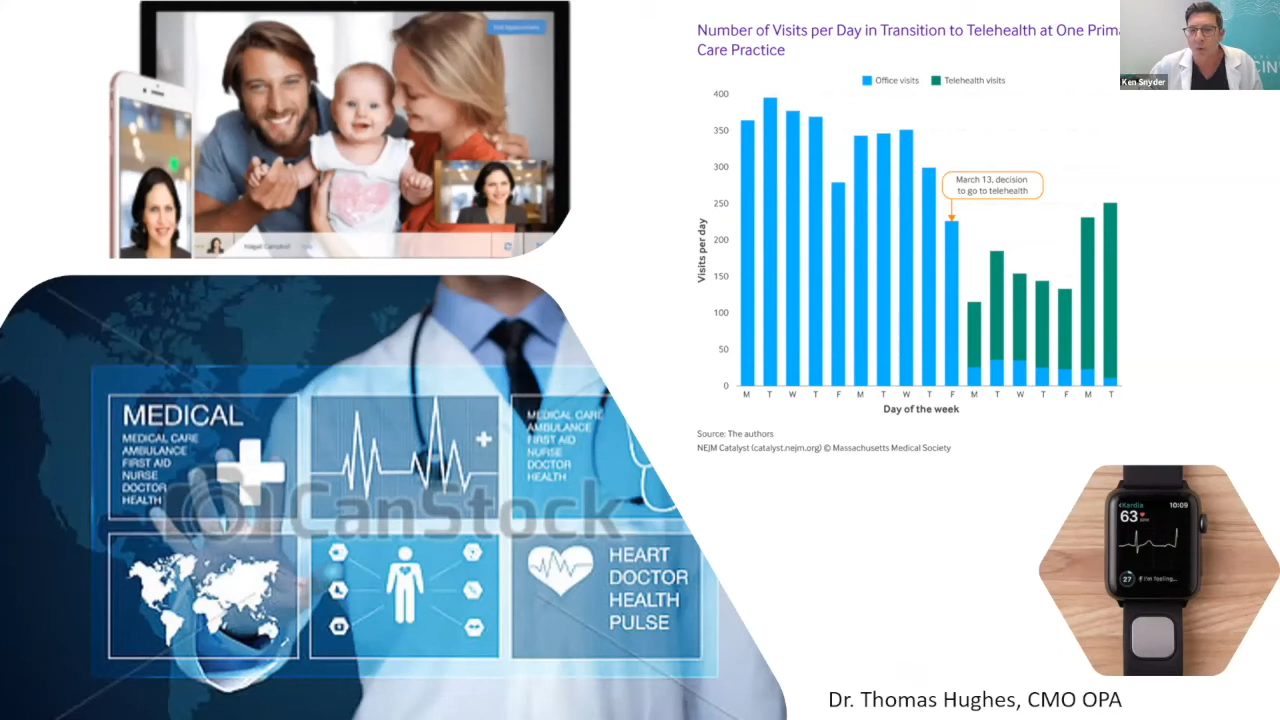 Number of Visits per Day in Transition to Telehealth at One Prima
Care Practice
Office visits
Telehealth visits
Ken Snyder
400
350
300
250
200
150
100
50
0
Visits per day
March 13, decision
to go to telehealth
M T W T F M T W T F M T W T F M T
Day of the week
Source: The authors
NEJM Catalyst (catalyst.nejm.org) © Massachusetts Medical Society
MEDICAL
MEDICAL CARE
AMBULANCE
FIRST AID
NURSE
DOCTOR
HEALTH
MEDICAL CARE
AMBULANCE
FIRST AID
NURSE
DOCTOR
HEALTH
CanStock
HEART
DOCTOR
HEALTH
PULSE
Kardia
10:09
63
27
I'm feeling...
Dr. Thomas Hughes, CMO OPA